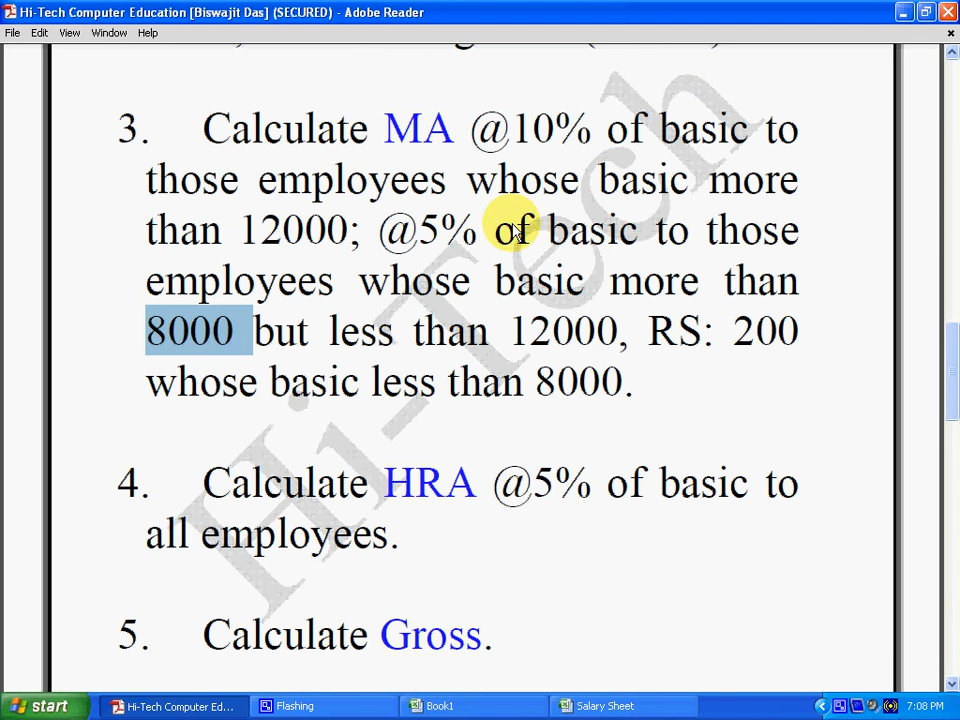 Hi-Tech Computer Education [Biswajit Das] (SECURED) - Adobe Reader
File Edit View Window Help
3. Calculate MA @10% of basic to
those employees whose basic more
than 12000; @5% of basic to those
employees whose basic more than
8000 but less than 12000, RS: 200
whose basic less than 8000.
4. Calculate HRA @5% of basic to
all employees.
5. Calculate Gross.
Hi-Tech
start Hi-Tech Computer Ed... Flashing Book1 Salary Sheet 7:08 PM